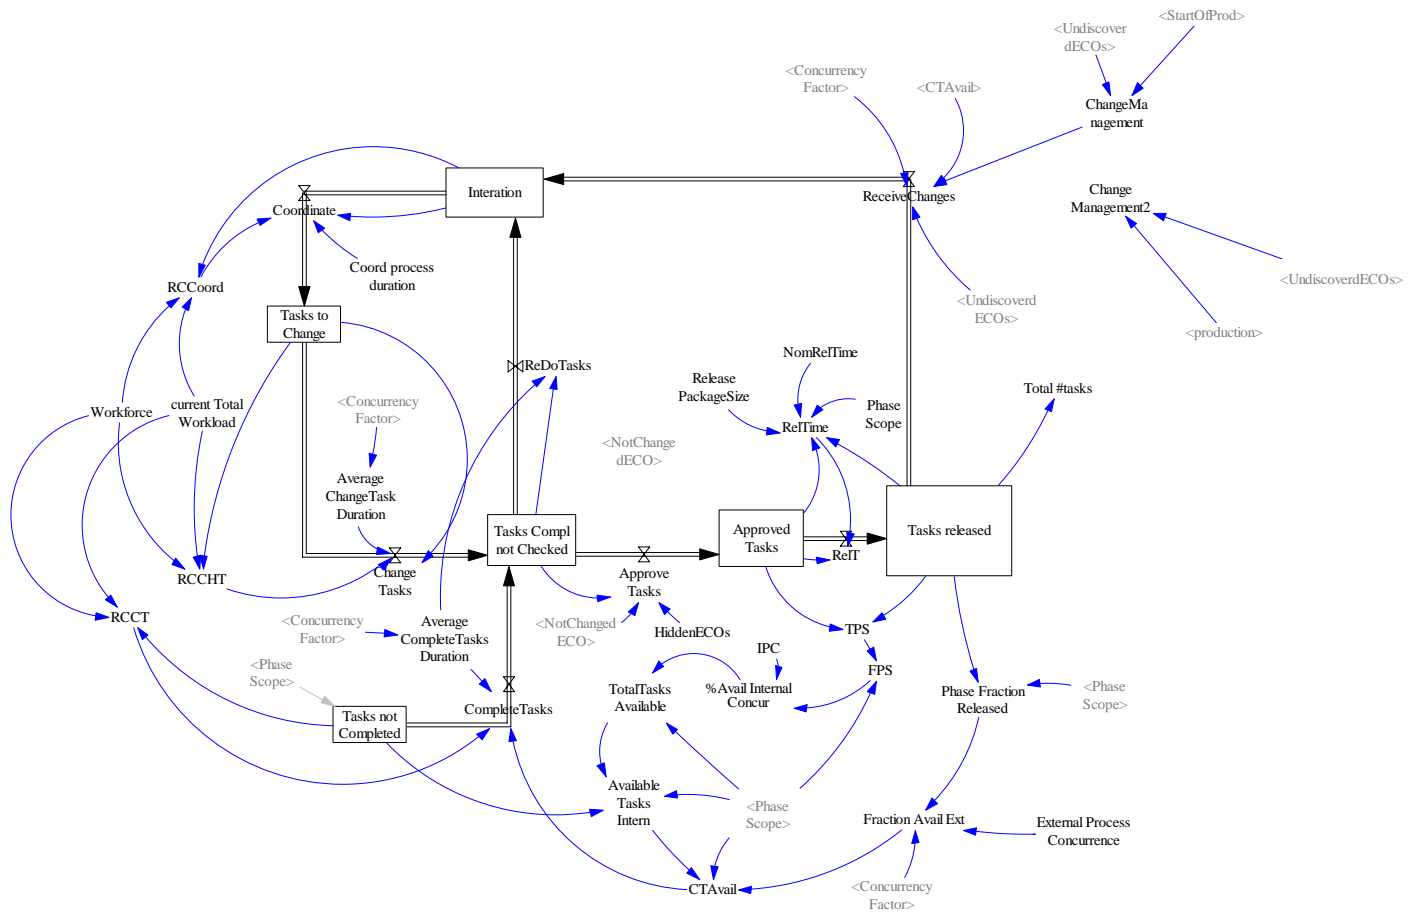 <StartOfProd>
<Undiscover
dECOs>
<Concurrency
Factor>
<CTAvail>
ChangeMa
nagement
Interation
ReceiveChanges
Change
Management2
Coordinate
Coord process
duration
RCCoord
<UndiscoverdECOs>
<Undiscoverd
ECOs>
<production>
Tasks to
Change
ReDoTasks
NomRelTime
Release
PackageSize
Total #tasks
Phase
Scope
Workforce
current Total
Workload
<Concurrency
Factor>
RelTime
<NotChange
dECO>
Average
ChangeTask
Duration
Tasks Compl
not Checked
Approved
Tasks
Tasks released
RelT
Change
Tasks
Approve
Tasks
RCCHT
RCCT
<Concurrency
Factor>
Average
CompleteTasks
Duration
<NotChanged
ECO>
HiddenECOs
TPS
IPC
FPS
<Phase
Scope>
TotalTasks
Available
%Avail Internal
Concur
Phase Fraction
Released
<Phase
Scope>
Tasks not
Completed
CompleteTasks
Available
Tasks
Intern
<Phase
Scope>
Fraction Avail Ext
External Process
Concurrence
CTAvail
<Concurrency
Factor>